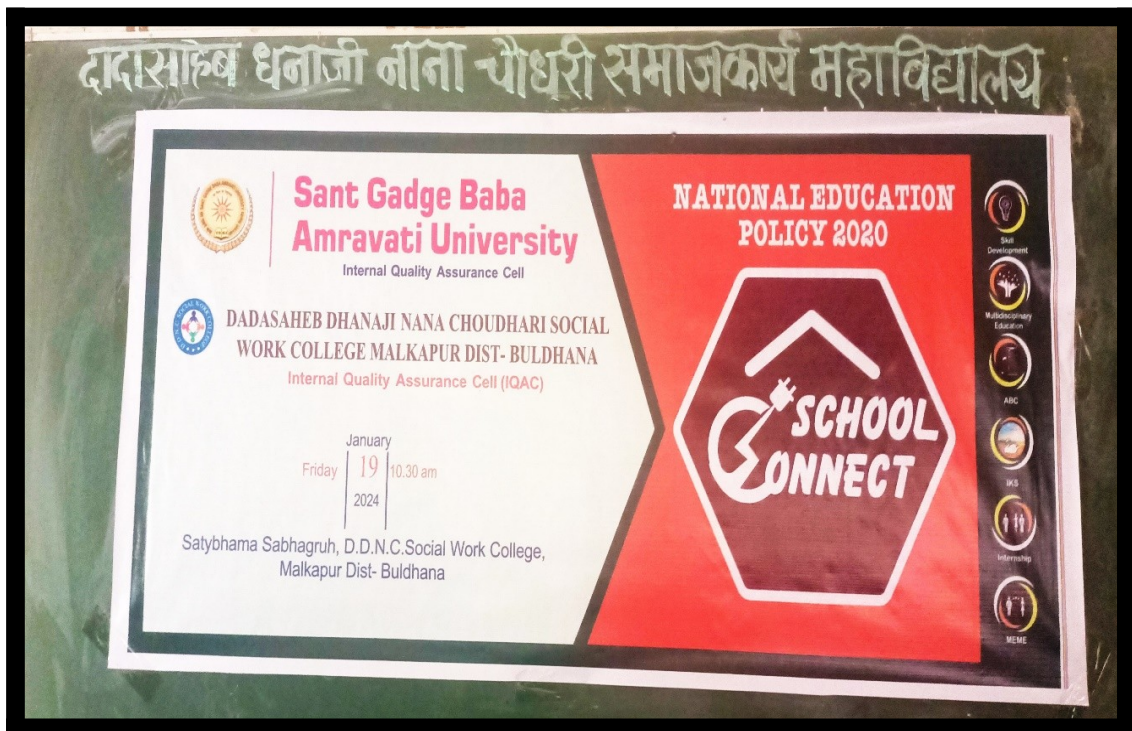 दादासाहेब धनाजी नाना चौधरी समाजकार्य महाविद्यालय
Sant Gadge Baba
Amravati University
Internal Quality Assurance Cell
DADASAHEB DHANAJI NANA CHOUDHARI SOCIAL
WORK COLLEGE MALKAPUR DIST- BULDHANA
Internal Quality Assurance Cell (IQAC)
January
Friday 19 10.30 am
2024
Satybhama Sabhagruh, D.D.N.C.Social Work College,
Malkapur Dist- Buldhana
NATIONAL EDUCATION
POLICY 2020
SCHOOL
CONNECT
Skill
Development
Multidisciplinary
Education
ABC
IKS
Internship
MEME